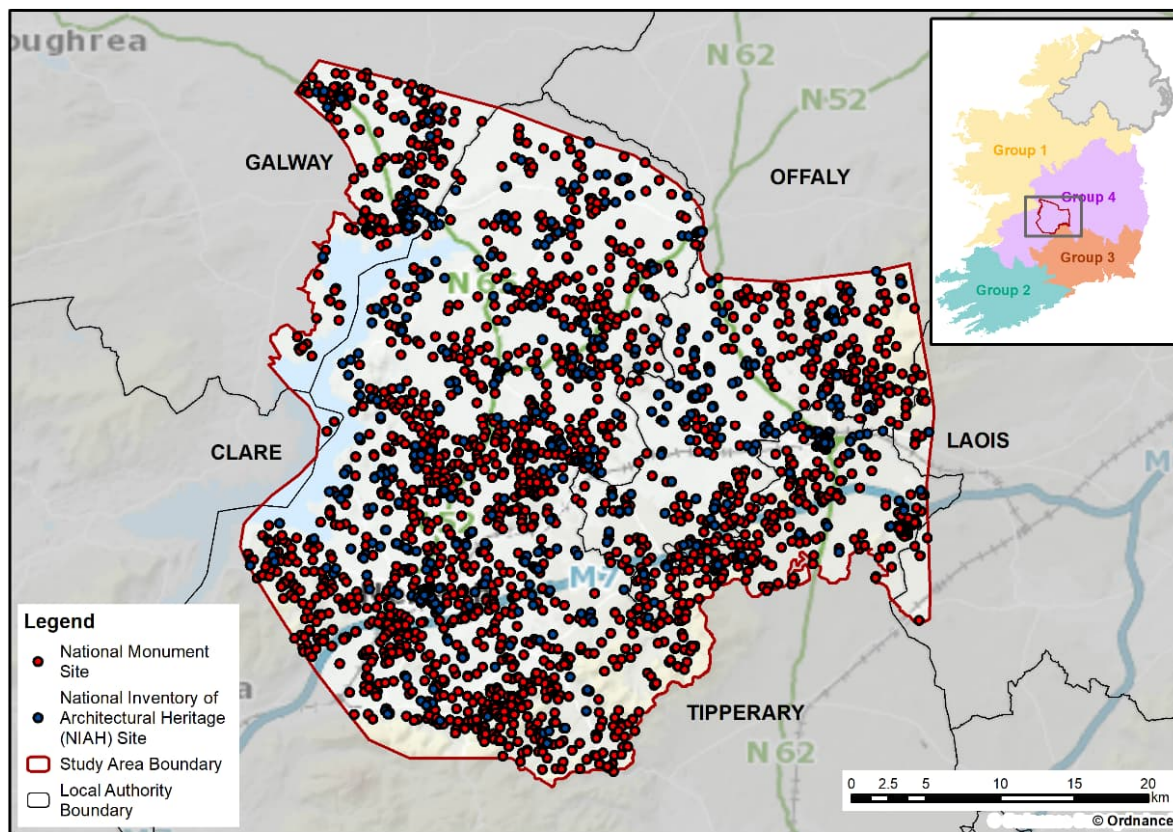 oughrea
N 62
N-52
GALWAY
OFFALY
N 65
CLARE
LAOIS
M
M-7
TIPPERARY
N 62
Group 1
Group 4
Group 3
Group 2
Legend
National Monument
Site
National Inventory of
Architectural Heritage
(NIAH) Site
Study Area Boundary
Local Authority
Boundary
0 2.5 5 10 15 20
km
© Ordnance